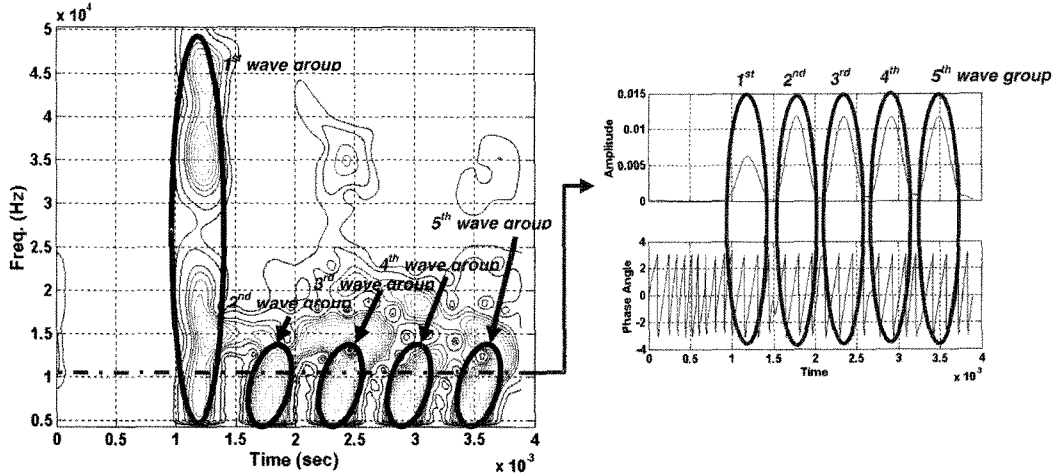 x 10⁴
5
4.5
4
3.5
3
2.5
2
1.5
1
0.5
Freq. (Hz)
1st wave group
2nd wave group
3rd wave group
4th wave group
5th wave group
0 0.5 1 1.5 2 2.5 3 3.5 4
Time (sec)
x 10⁻³
1st 2nd 3rd 4th 5th wave group
0.015
0.01
0.005
0
Amplitude
4
2
0
-2
-4
Phase Angle
0 0.5 1 1.5 2 2.5 3 3.5 4
Time
x 10⁻³